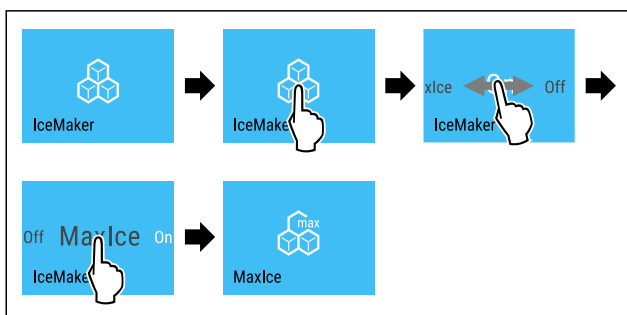 IceMaker
IceMake
xIce Off
IceMaker
Off MaxIce On
IceMake
max
MaxIce